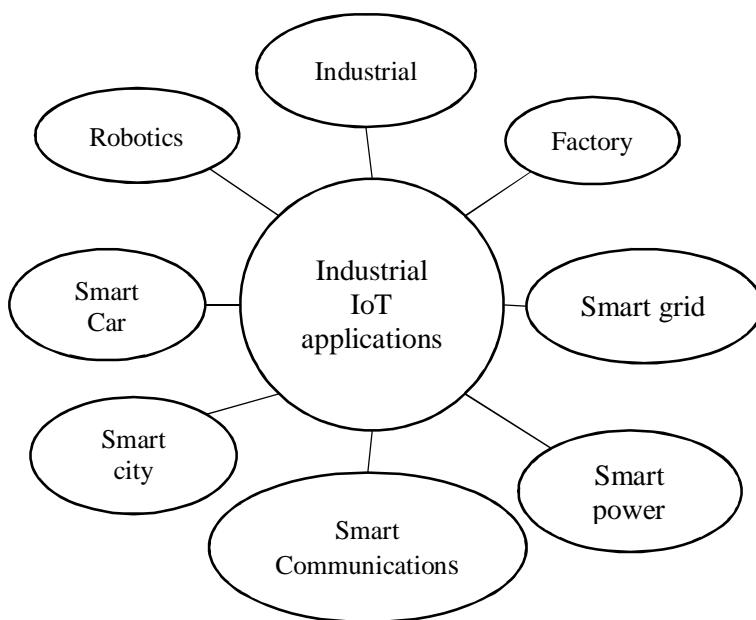 Industrial
Robotics
Factory
Industrial
IoT
applications
Smart
Car
Smart grid
Smart
city
Smart
power
Smart
Communications